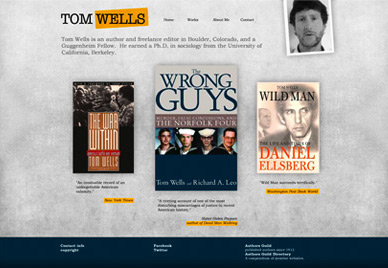 TOM WELLS
Home Works About Me Contact
Tom Wells is an author and freelance editor in Boulder, Colorado, and a
Guggenheim Fellow. He earned a Ph.D. in sociology from the University of
California, Berkeley.
THE WAR
WITHIN
TOM WELLS
The
WRONG
GUYS
MURDER, FALSE CONFESSIONS, AND
THE NORFOLK FOUR
Tom Wells and Richard A. Leo
TOM WELLS
WILD MAN
THE LIFE AND TIMES OF
DANIEL
ELLSBERG
"An invaluable record of an
unforgettable American
calamity."
New York Times
"A riveting account of one of the most
disturbing miscarriages of justice in recent
American history."
Sister Helen Prejean
author of Dead Man Walking
"Wild Man succeeds terrifically."
Washington Post Book World
Contact info
copyright
Facebook
Twitter
Authors Guild
published authors since 1912
Authors Guild Directory
A compendium of member websites